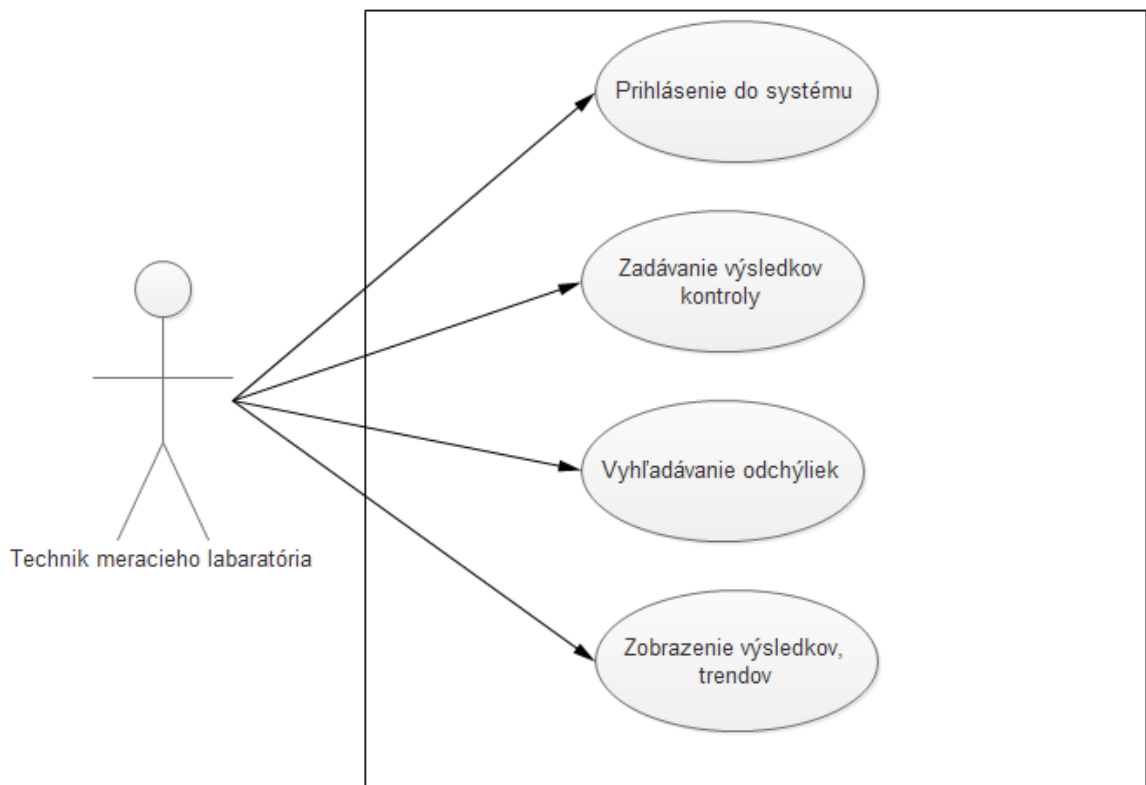 Prihlásenie do systému
Zadávanie výsledkov
kontroly
Vyhľadávanie odchýliek
Technik meracieho labaratória
Zobrazenie výsledkov,
trendov